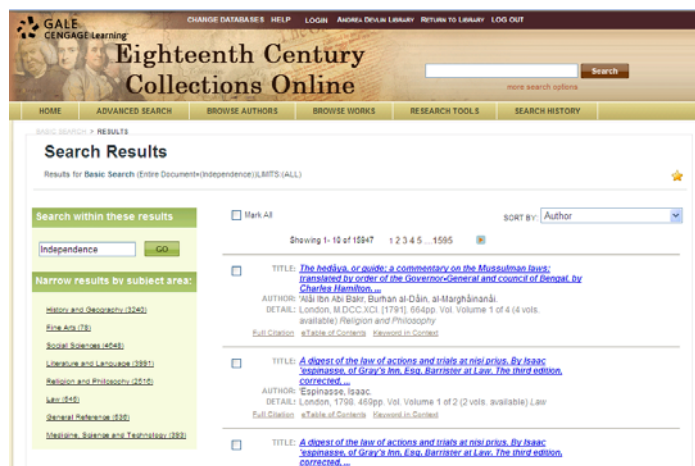 GALE
CENGAGE Learning
CHANGE DATABASES HELP LOGIN ANDREA DEVLIN LIBRARY RETURN TO LIBRARY LOG OUT
Eighteenth Century
Collections Online
Search
more search options
HOME ADVANCED SEARCH BROWSE AUTHORS BROWSE WORKS RESEARCH TOOLS SEARCH HISTORY
BASIC SEARCH > RESULTS
Search Results
Results for Basic Search (Entire Document=(Independence))LIMITS:(ALL)
Search within these results
Independence GO
Narrow results by subject area:
History and Geography (3240)
Fine Arts (78)
Social Sciences (4648)
Literature and Language (3991)
Religion and Philosophy (2516)
Law (545)
General Reference (536)
Medicine, Science and Technology (393)
Mark All SORT BY: Author
Showing 1- 10 of 15947 1 2 3 4 5 ...1595
TITLE: The hedàya, or guide; a commentary on the Mussulman laws:
translated by order of the Governor-General and council of Bengal, by
Charles Hamilton, ...
AUTHOR: 'Alåi Ibn Abi Bakr, Burhan al-Dåin, al-Marghåinanåi.
DETAIL: London, M.DCC.XCI. [1791]. 664pp. Vol. Volume 1 of 4 (4 vols.
available) Religion and Philosophy
Full Citation eTable of Contents Keyword in Context
TITLE: A digest of the law of actions and trials at nisi prius. By Isaac
'espinasse, of Gray's Inn, Esq. Barrister at Law. The third edition,
corrected, ...
AUTHOR: 'Espinasse, Isaac.
DETAIL: London, 1798. 469pp. Vol. Volume 1 of 2 (2 vols. available) Law
Full Citation eTable of Contents Keyword in Context
TITLE: A digest of the law of actions and trials at nisi prius. By Isaac
'espinasse, of Gray's Inn, Esq. Barrister at Law. The third edition,
corrected, ...